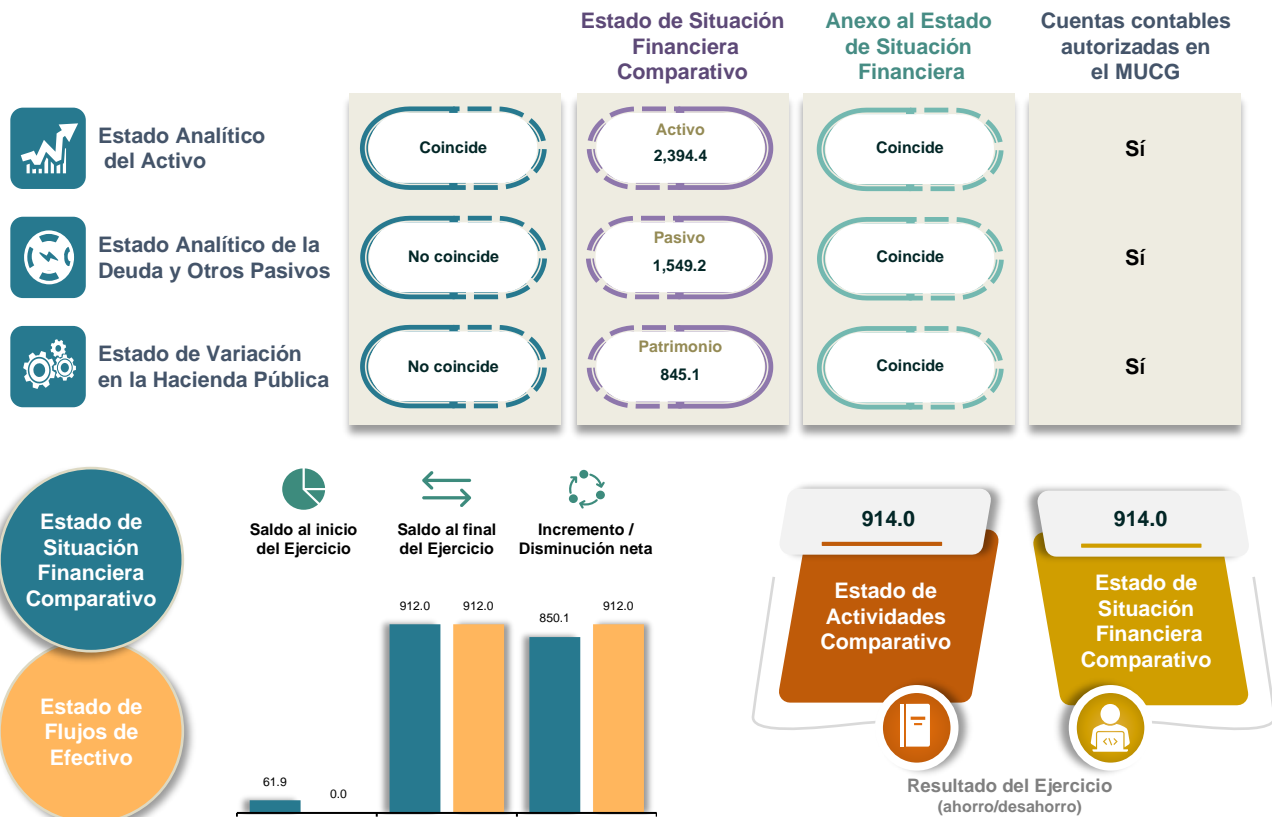 Estado de Situación
Financiera
Comparativo
Anexo al Estado
de Situación
Financiera
Cuentas contables
autorizadas en
el MUCG
Estado Analítico
del Activo
Coincide
Activo
2,394.4
Coincide
Sí
Estado Analítico de la
Deuda y Otros Pasivos
No coincide
Pasivo
1,549.2
Coincide
Sí
Estado de Variación
en la Hacienda Pública
No coincide
Patrimonio
845.1
Coincide
Sí
Estado de
Situación
Financiera
Comparativo
Estado de
Flujos de
Efectivo
Saldo al inicio
del Ejercicio
Saldo al final
del Ejercicio
Incremento /
Disminución neta
61.9
0.0
912.0
912.0
850.1
912.0
914.0
Estado de
Actividades
Comparativo
914.0
Estado de
Situación
Financiera
Comparativo
Resultado del Ejercicio
(ahorro/desahorro)